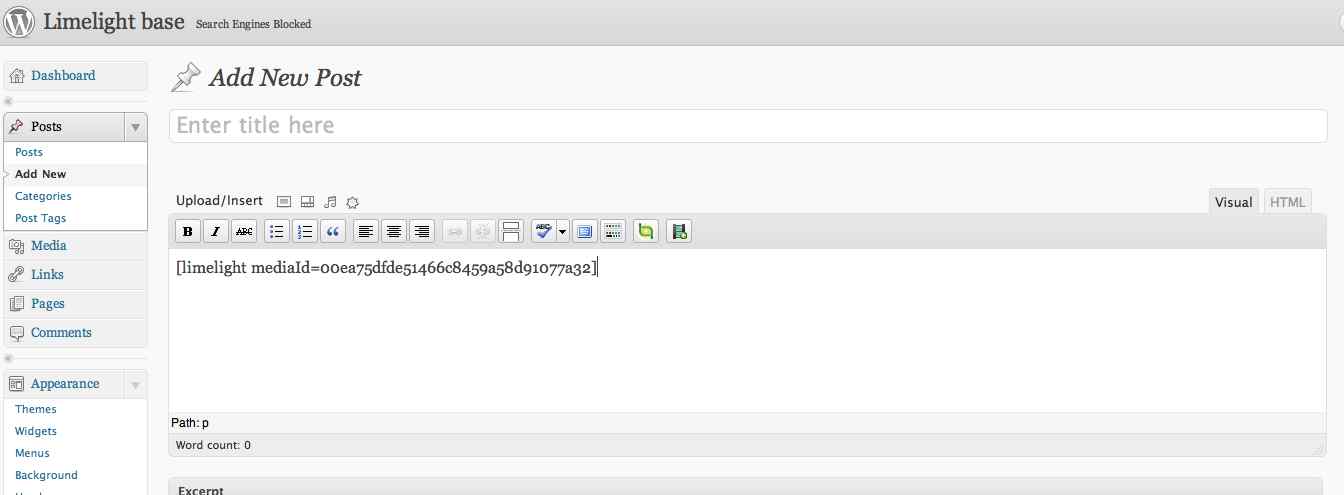 Limelight base Search Engines Blocked
Dashboard
Posts
Posts
Add New
Categories
Post Tags
Media
Links
Pages
Comments
Appearance
Themes
Widgets
Menus
Background
Add New Post
Enter title here
Upload/Insert
Visual HTML
B I ABC “ ABC
[limelight mediaId=00ea75dfde51466c8459a58d91077a32]
Path: p
Word count: 0
Excerpt